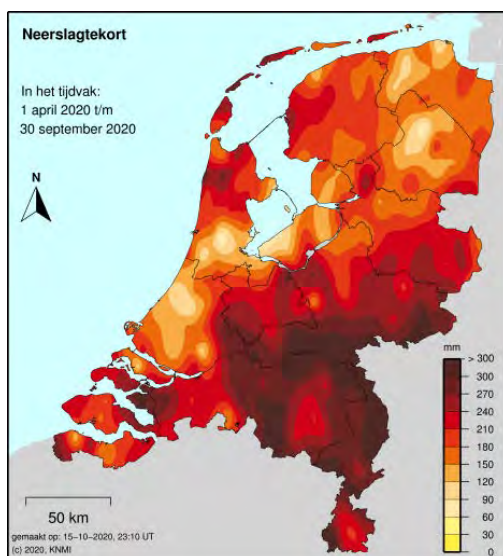 Neerslagtekort
In het tijdvak:
1 april 2020 t/m
30 september 2020
N
mm
> 300
300
270
240
210
180
150
120
90
60
30
0
50 km
gemaakt op: 15-10-2020, 23:10 UT
(c) 2020, KNMI